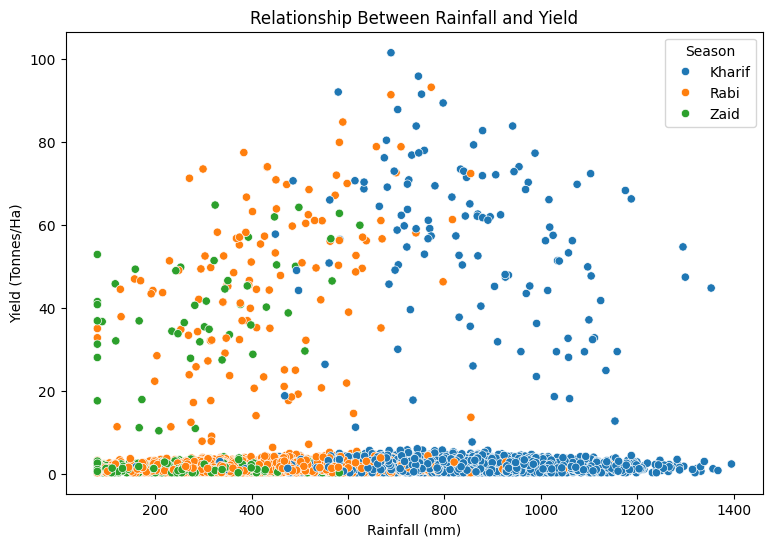 Relationship Between Rainfall and Yield
Season
Kharif
Rabi
Zaid
Yield (Tonnes/Ha)
100
80
60
40
20
0
200 400 600 800 1000 1200 1400
Rainfall (mm)